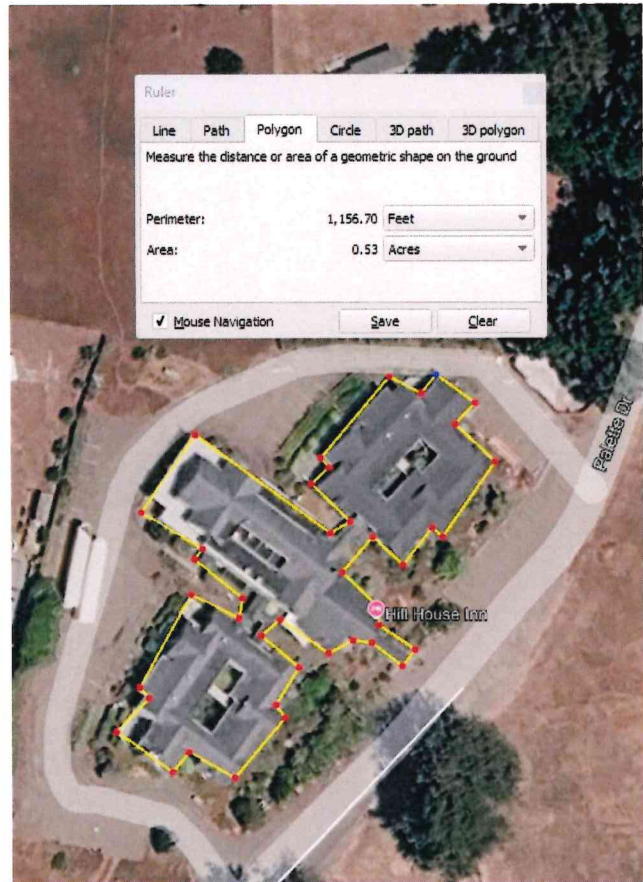 Ruler
Line Path Polygon Circle 3D path 3D polygon
Measure the distance or area of a geometric shape on the ground
Perimeter: 1,156.70 Feet
Area: 0.53 Acres
Mouse Navigation Save Clear
Palette Dr
Hill House Inn